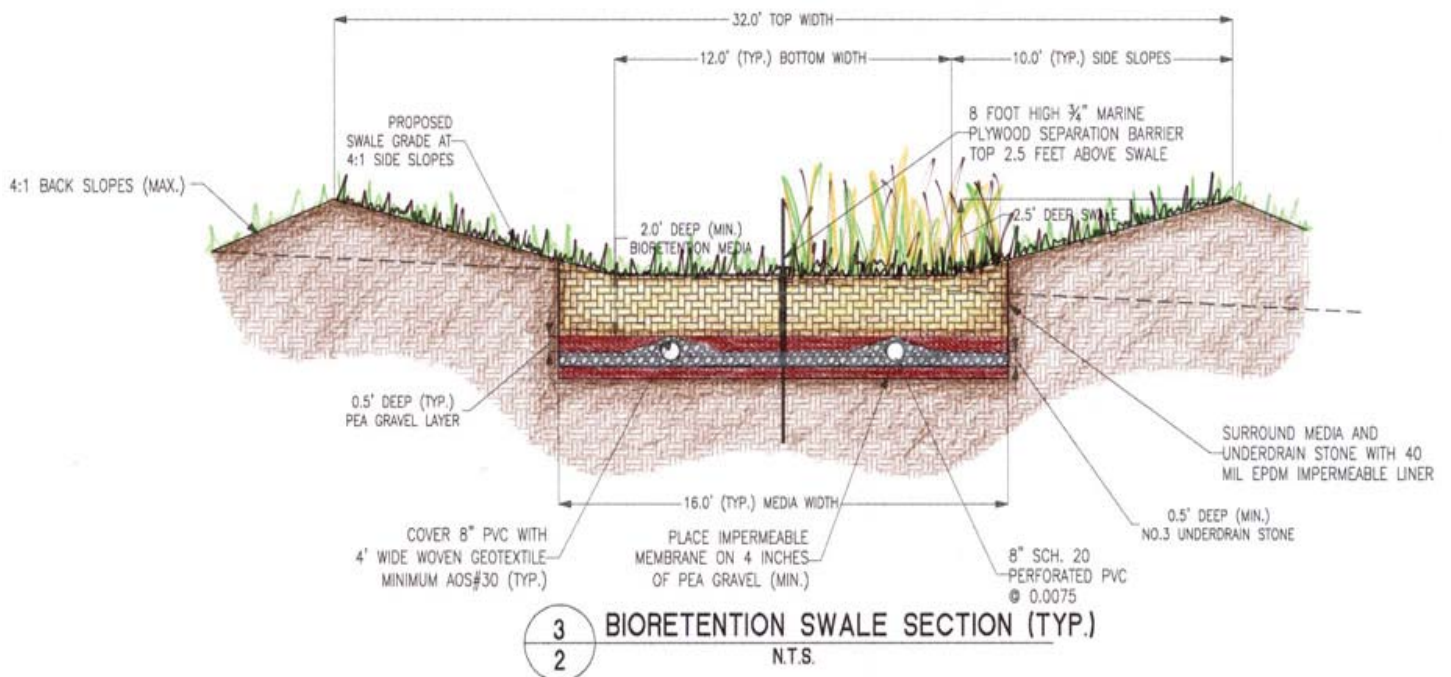 32.0' TOP WIDTH
12.0' (TYP.) BOTTOM WIDTH
10.0' (TYP.) SIDE SLOPES
PROPOSED
SWALE GRADE AT
4:1 SIDE SLOPES
8 FOOT HIGH ¾" MARINE
PLYWOOD SEPARATION BARRIER
TOP 2.5 FEET ABOVE SWALE
4:1 BACK SLOPES (MAX.)
2.0' DEEP (MIN.)
BIORETENTION MEDIA
2.5' DEEP SWALE
0.5' DEEP (TYP.)
PEA GRAVEL LAYER
SURROUND MEDIA AND
UNDERDRAIN STONE WITH 40
MIL EPDM IMPERMEABLE LINER
16.0' (TYP.) MEDIA WIDTH
0.5' DEEP (MIN.)
NO.3 UNDERDRAIN STONE
COVER 8" PVC WITH
4' WIDE WOVEN GEOTEXTILE
MINIMUM AOS#30 (TYP.)
PLACE IMPERMEABLE
MEMBRANE ON 4 INCHES
OF PEA GRAVEL (MIN.)
8" SCH. 20
PERFORATED PVC
@ 0.0075
3
2
BIORETENTION SWALE SECTION (TYP.)
N.T.S.